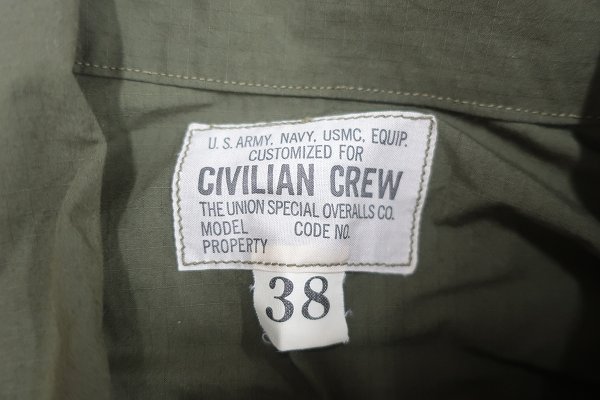 U.S. ARMY, NAVY, USMC, EQUIP.
CUSTOMIZED FOR
CIVILIAN CREW
THE UNION SPECIAL OVERALLS CO.
MODEL CODE NO.
PROPERTY
38